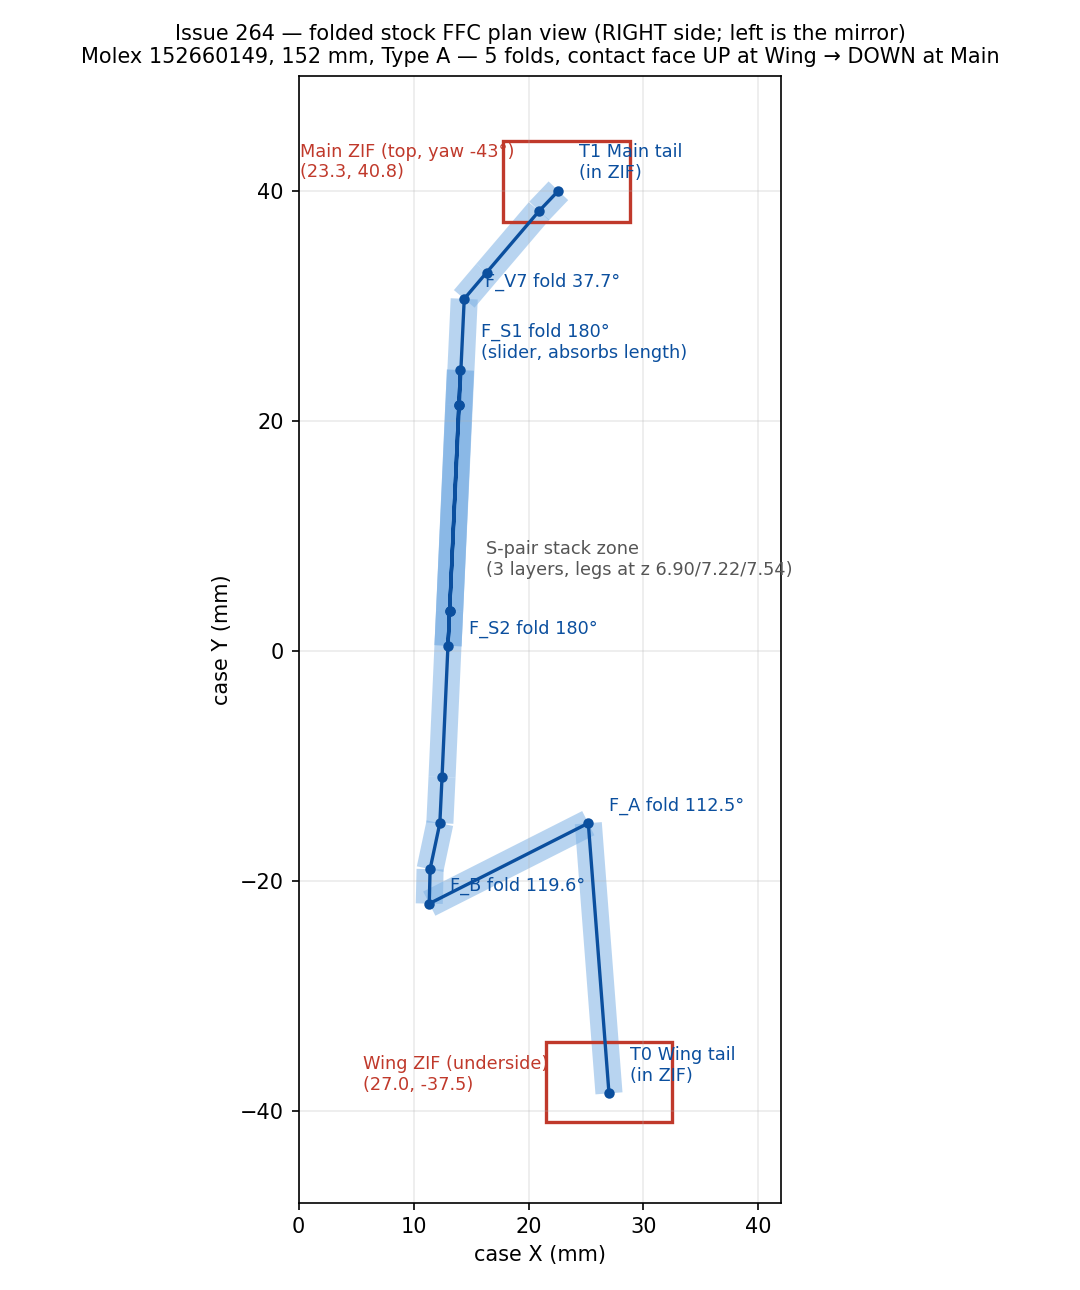 Issue 264 — folded stock FFC plan view (RIGHT side; left is the mirror)
Molex 152660149, 152 mm, Type A — 5 folds, contact face UP at Wing → DOWN at Main
Main ZIF (top, yaw -43°)
(23.3, 40.8)
T1 Main tail
(in ZIF)
F_V7 fold 37.7°
F_S1 fold 180°
(slider, absorbs length)
S-pair stack zone
(3 layers, legs at z 6.90/7.22/7.54)
F_S2 fold 180°
F_A fold 112.5°
F_B fold 119.6°
Wing ZIF (underside)
(27.0, -37.5)
T0 Wing tail
(in ZIF)
40
20
0
−20
−40
case Y (mm)
0 10 20 30 40
case X (mm)